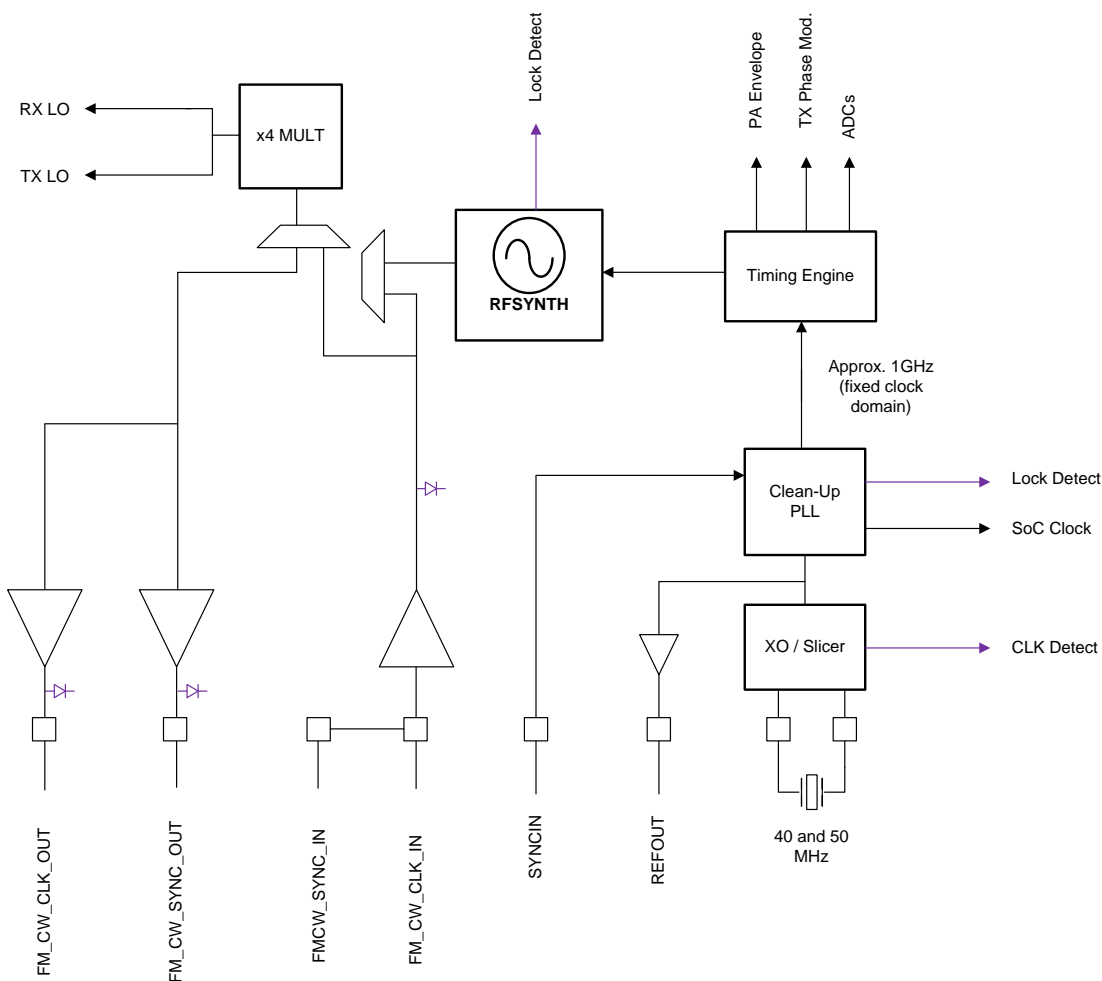 Lock Detect
PA Envelope
TX Phase Mod.
ADCs
RX LO
x4 MULT
TX LO
RFSYNTH
Timing Engine
Approx. 1GHz
(fixed clock
domain)
Clean-Up
PLL
Lock Detect
SoC Clock
XO / Slicer
CLK Detect
40 and 50
MHz
FM_CW_CLK_OUT
FM_CW_SYNC_OUT
FMCW_SYNC_IN
FM_CW_CLK_IN
SYNCIN
REFOUT